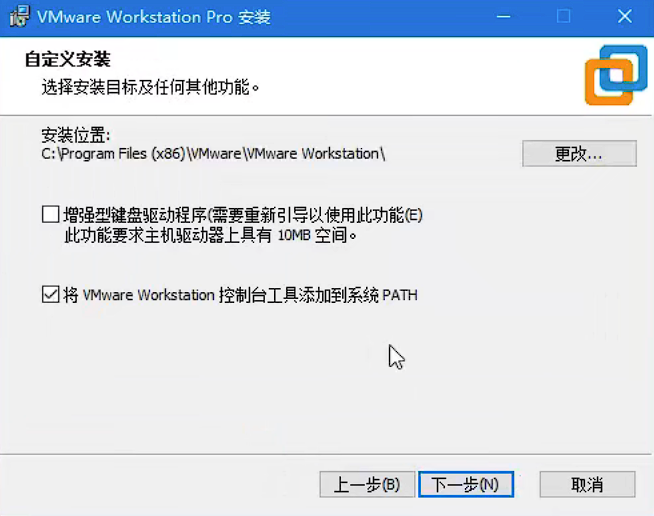 VMware Workstation Pro 安装
自定义安装
选择安装目标及任何其他功能。
安装位置:
C:\Program Files (x86)\VMware\VMware Workstation\
更改...
增强型键盘驱动程序(需要重新引导以使用此功能(E)
此功能要求主机驱动器上具有 10MB 空间。
将 VMware Workstation 控制台工具添加到系统 PATH
上一步(B) 下一步(N) 取消